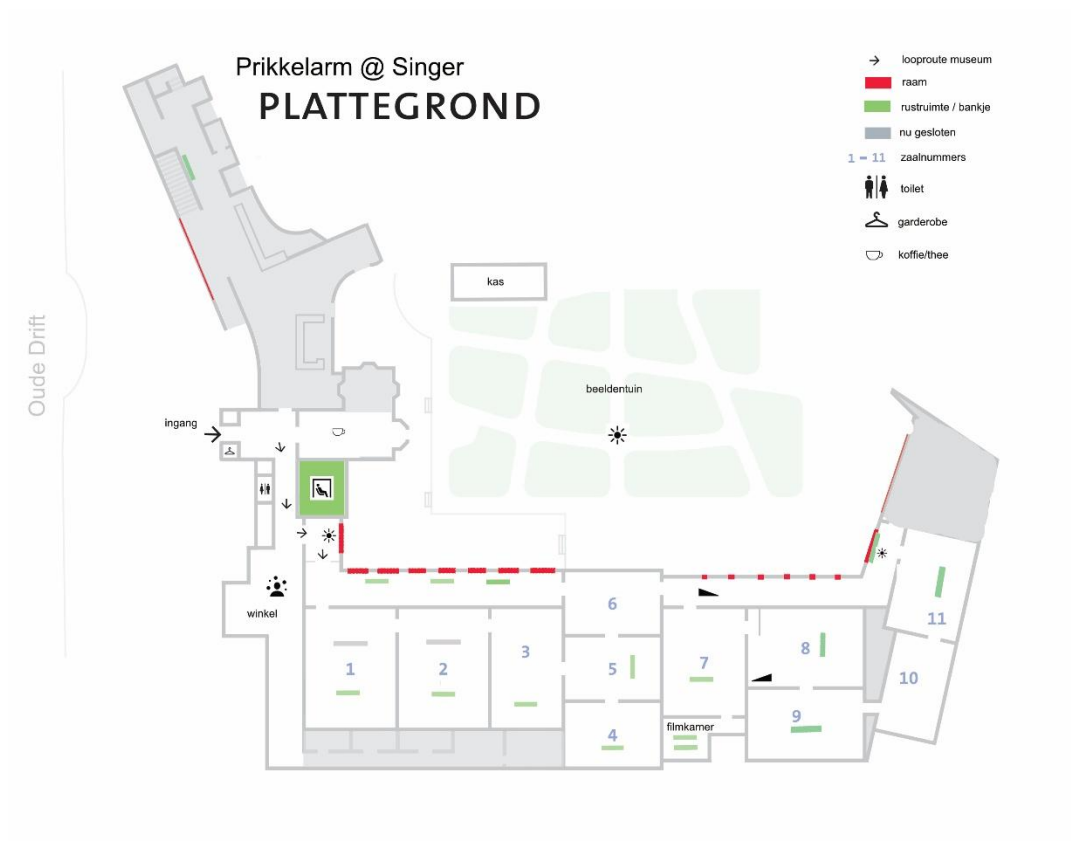 Prikkelarm @ Singer
PLATTEGROND
looproute museum
raam
rustruimte / bankje
nu gesloten
1 - 11 zaalnummers
toilet
garderobe
koffie/thee
kas
Oude Drift
beeldentuin
ingang
winkel
1
2
3
4
5
6
7
8
9
10
11
filmkamer